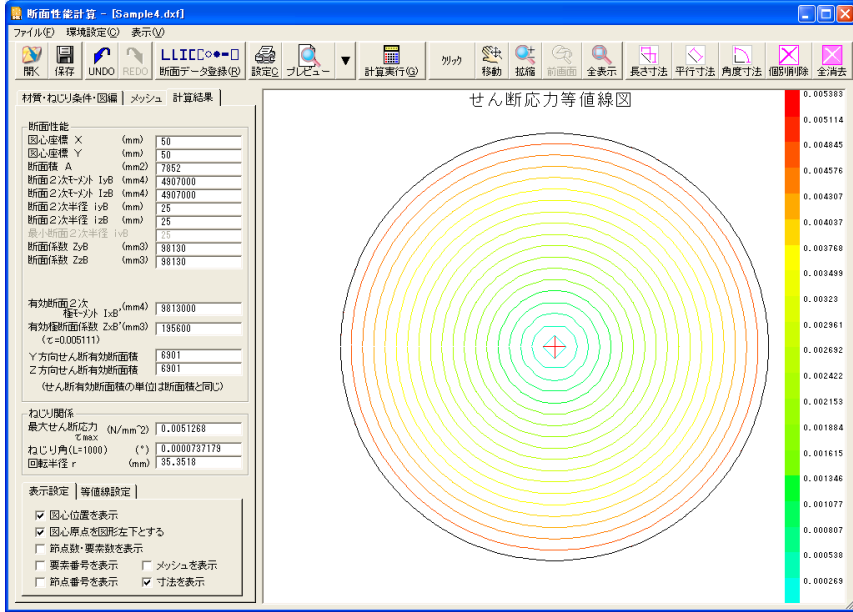 断面性能計算 - [Sample4.dxf]
ファイル(F) 環境設定(C) 表示(V)
開く 保存 UNDO REDO 断面データ登録(R) 設定C プレビュー ▼ 計算実行(G) クリック 移動 拡縮 前画面 全表示 長さ寸法 平行寸法 角度寸法 個別削除 全消去
材質・ねじり条件・図編 メッシュ 計算結果
せん断応力等値線図
断面性能
図心座標 X (mm) 50
図心座標 Y (mm) 50
断面積 A (mm2) 7852
断面2次モーメント IyB (mm4) 4907000
断面2次モーメント IzB (mm4) 4907000
断面2次半径 iyB (mm) 25
断面2次半径 izB (mm) 25
最小断面2次半径 ivB 25
断面係数 ZyB (mm3) 98130
断面係数 ZzB (mm3) 98130
有効断面2次
極モーメント IxB' (mm4) 9813000
有効極断面係数 ZxB'(mm3) 195600
(τ=0.005111)
Y方向せん断有効断面積 6901
Z方向せん断有効断面積 6901
(せん断有効断面積の単位は断面積と同じ)
ねじり関係
最大せん断応力 τmax (N/mm^2) 0.0051268
ねじり角(L=1000) (°) 0.0000737179
回転半径 r (mm) 35.3518
表示設定 等値線設定
図心位置を表示
図心原点を図形左下とする
節点数・要素数を表示
要素番号を表示 メッシュを表示
節点番号を表示 寸法を表示
0.005383
0.005114
0.004845
0.004576
0.004307
0.004037
0.003768
0.003499
0.00323
0.002961
0.002692
0.002422
0.002153
0.001884
0.001615
0.001346
0.001077
0.000807
0.000538
0.000269